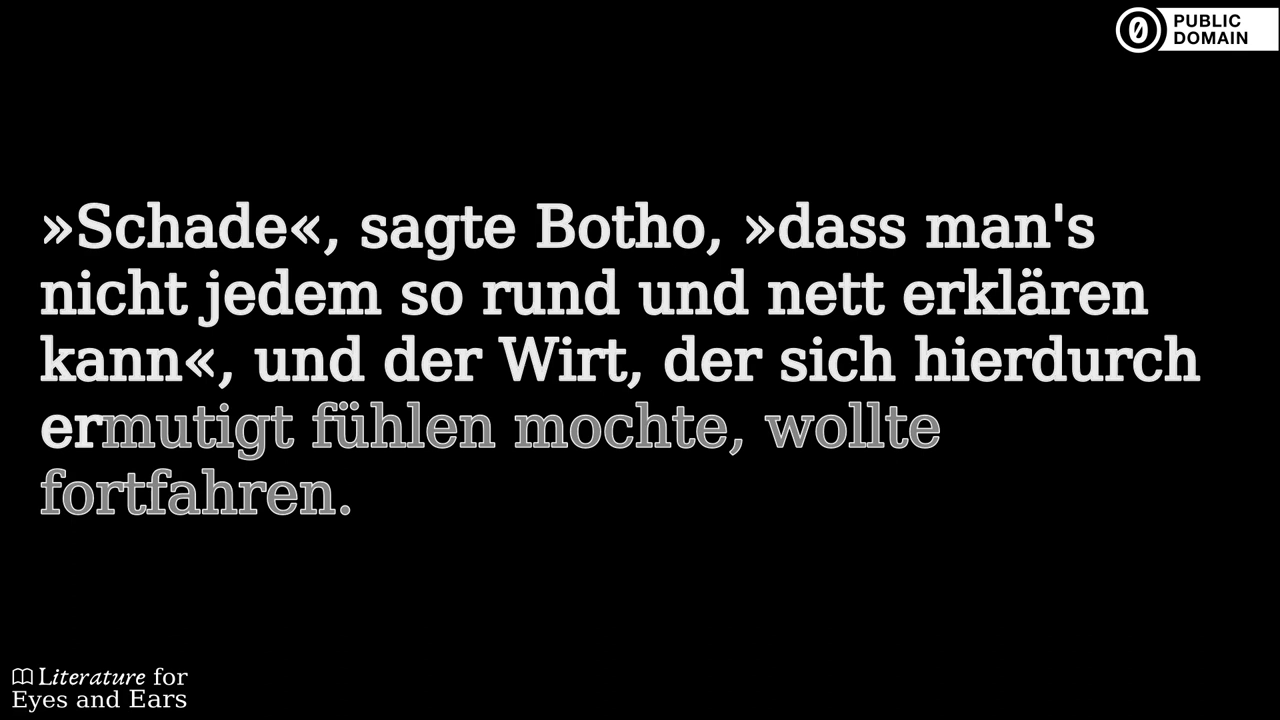 PUBLIC
DOMAIN
»Schade«, sagte Botho, »dass man's
nicht jedem so rund und nett erklären
kann«, und der Wirt, der sich hierdurch
ermutigt fühlen mochte, wollte
fortfahren.
Literature for
Eyes and Ears